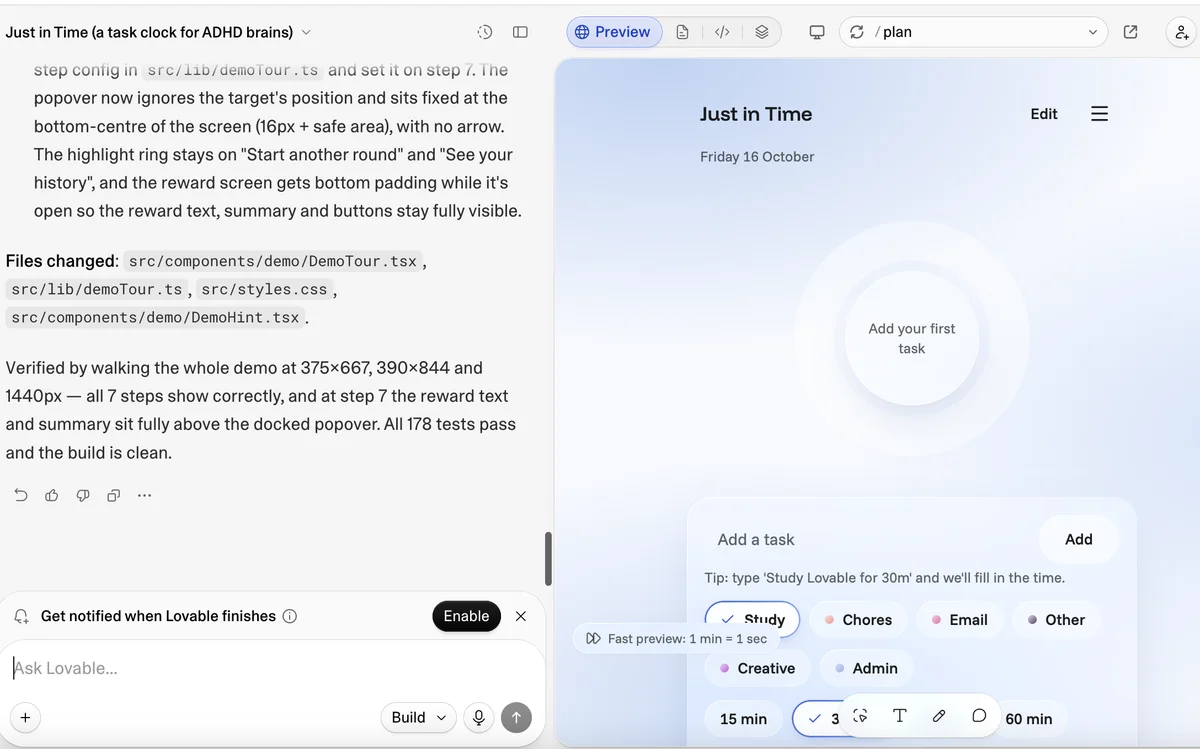 Just in Time (a task clock for ADHD brains)
step config in src/lib/demoTour.ts and set it on step 7. The
popover now ignores the target's position and sits fixed at the
bottom-centre of the screen (16px + safe area), with no arrow.
The highlight ring stays on "Start another round" and "See your
history", and the reward screen gets bottom padding while it's
open so the reward text, summary and buttons stay fully visible.
Files changed: src/components/demo/DemoTour.tsx,
src/lib/demoTour.ts, src/styles.css,
src/components/demo/DemoHint.tsx.
Verified by walking the whole demo at 375×667, 390×844 and
1440px — all 7 steps show correctly, and at step 7 the reward text
and summary sit fully above the docked popover. All 178 tests pass
and the build is clean.
Get notified when Lovable finishes
Enable
Ask Lovable...
Build
Preview
/ plan
Just in Time
Edit
Friday 16 October
Add your first
task
Add a task
Add
Tip: type 'Study Lovable for 30m' and we'll fill in the time.
Study
Chores
Email
Other
Fast preview: 1 min = 1 sec
Creative
Admin
15 min
3
60 min